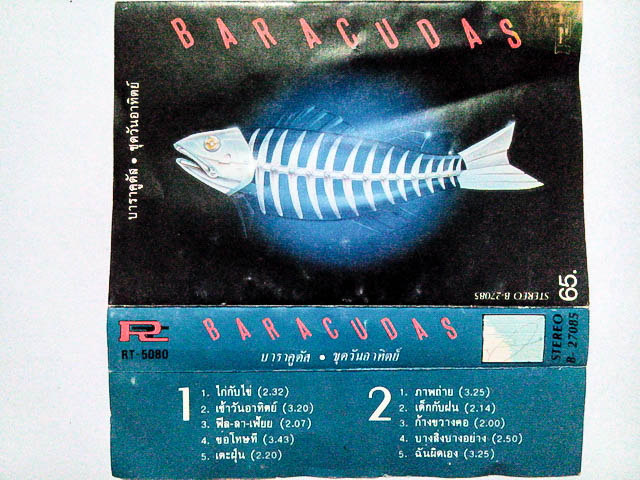 BARACUDAS
บาราคูดัส • ชุดวันอาทิตย์
STEREO B-27085
65.
RT-5080
BARACUDAS
บาราคูดัส • ชุดวันอาทิตย์
STEREO
B-27085
1
1. ไก่กับไข่ (2.32)
2. เช้าวันอาทิตย์ (3.20)
3. ฟิล-ลา-เฟ้ยย (2.07)
4. ขอโทษที (3.43)
5. เตะฝุ่น (2.20)
2
1. ภาพถ่าย (3.25)
2. เด็กกับฝน (2.14)
3. ก้างขวางคอ (2.00)
4. บางสิ่งบางอย่าง (2.50)
5. ฉันผิดเอง (3.25)